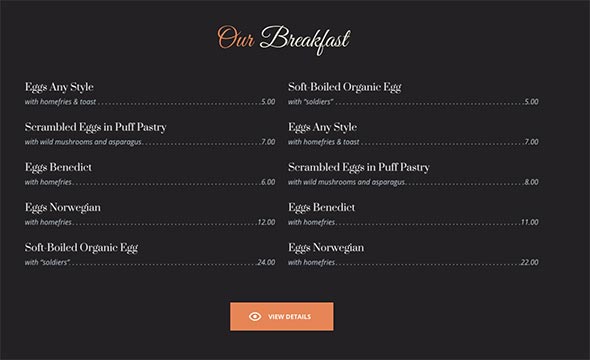 Our Breakfast
Eggs Any Style
with homefries & toast 5.00
Scrambled Eggs in Puff Pastry
with wild mushrooms and asparagus 7.00
Eggs Benedict
with homefries 6.00
Eggs Norwegian
with homefries 12.00
Soft-Boiled Organic Egg
with "soldiers" 24.00
Soft-Boiled Organic Egg
with "soldiers" 5.00
Eggs Any Style
with homefries & toast 7.00
Scrambled Eggs in Puff Pastry
with wild mushrooms and asparagus 8.00
Eggs Benedict
with homefries 11.00
Eggs Norwegian
with homefries 22.00
VIEW DETAILS